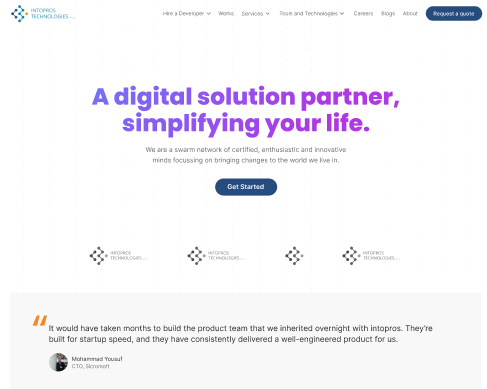 INTOPROS
TECHNOLOGIES
Hire a Developer
Works
Services
Tools and Technologies
Careers
Blogs
About
Request a quote
A digital solution partner,
simplifying your life.
We are a swarm network of certified, enthusiastic and innovative
minds focussing on bringing changes to the world we live in.
Get Started
INTOPROS
TECHNOLOGIES
INTOPROS
TECHNOLOGIES
INTOPROS
TECHNOLOGIES
It would have taken months to build the product team that we inherited overnight with intopros. They're
built for startup speed, and they have consistently delivered a well-engineered product for us.
Mohammad Yousuf
CTO, Sicromoft